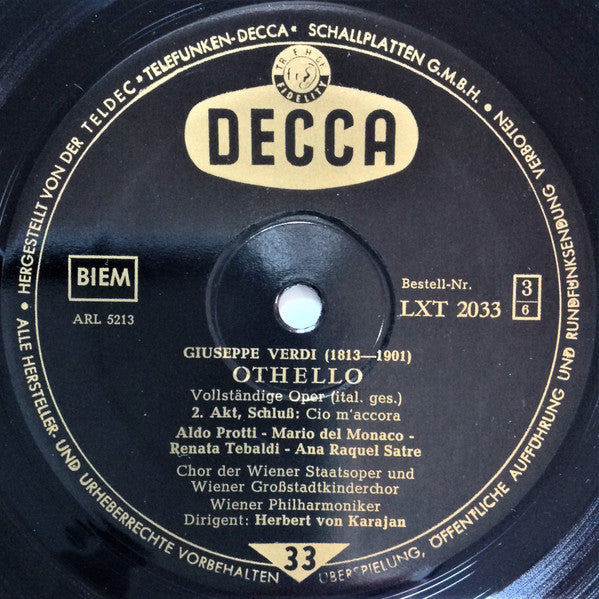 • HERGESTELLT VON DER TELDEC • „TELEFUNKEN-DECCA“ SCHALLPLATTEN G.M.B.H. •
ALLE HERSTELLER- UND URHEBERRECHTE VORBEHALTEN
ÜBERSPIELUNG, ÖFFENTLICHE AUFFÜHRUNG UND RUNDFUNKSENDUNG VERBOTEN
DECCA
BIEM
ARL 5213
Bestell-Nr.
LXT 2033
3
6
GIUSEPPE VERDI (1813—1901)
OTHELLO
Vollständige Oper (ital. ges.)
2. Akt, Schluß: Cio m'accora
Aldo Protti - Mario del Monaco -
Renata Tebaldi - Ana Raquel Satre
Chor der Wiener Staatsoper und
Wiener Großstadtkinderchor
Wiener Philharmoniker
Dirigent: Herbert von Karajan
33